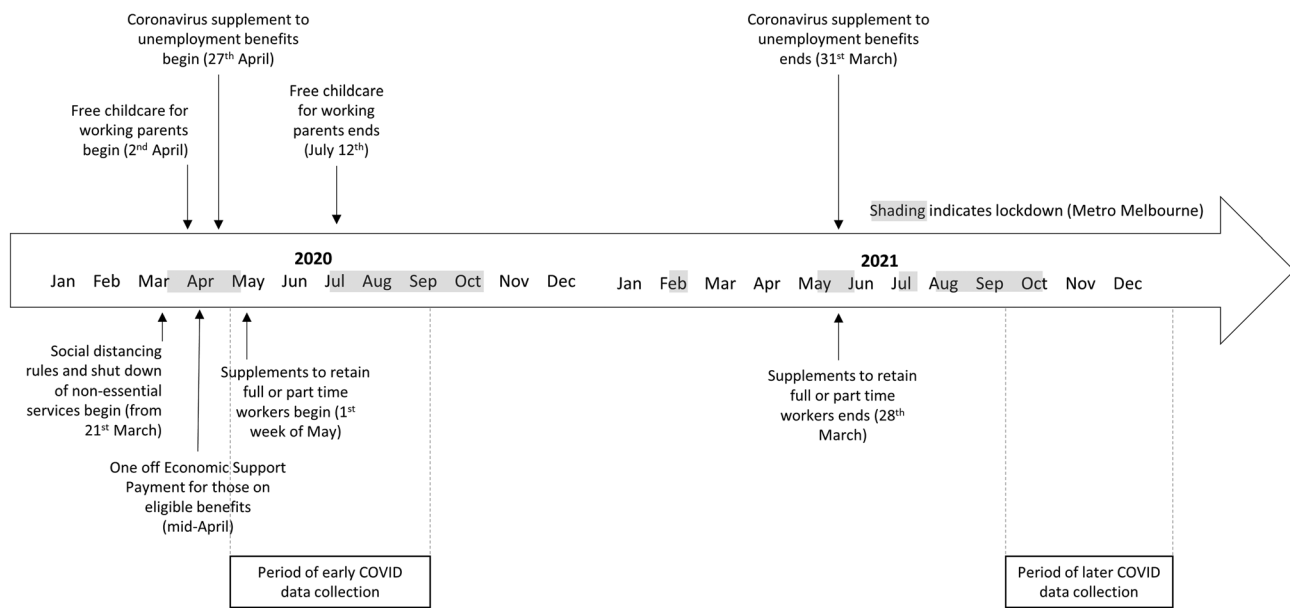 Coronavirus supplement to
unemployment benefits
begin (27th April)
Coronavirus supplement to
unemployment benefits
ends (31st March)
Free childcare for
working parents
begin (2nd April)
Free childcare
for working
parents ends
(July 12th)
Shading indicates lockdown (Metro Melbourne)
2020
2021
Jan Feb Mar Apr May Jun Jul Aug Sep Oct Nov Dec Jan Feb Mar Apr May Jun Jul Aug Sep Oct Nov Dec
Social distancing
rules and shut down
of non-essential
services begin (from
21st March)
Supplements to retain
full or part time
workers begin (1st
week of May)
Supplements to retain
full or part time
workers ends (28th
March)
One off Economic Support
Payment for those on
eligible benefits
(mid-April)
Period of early COVID
data collection
Period of later COVID
data collection